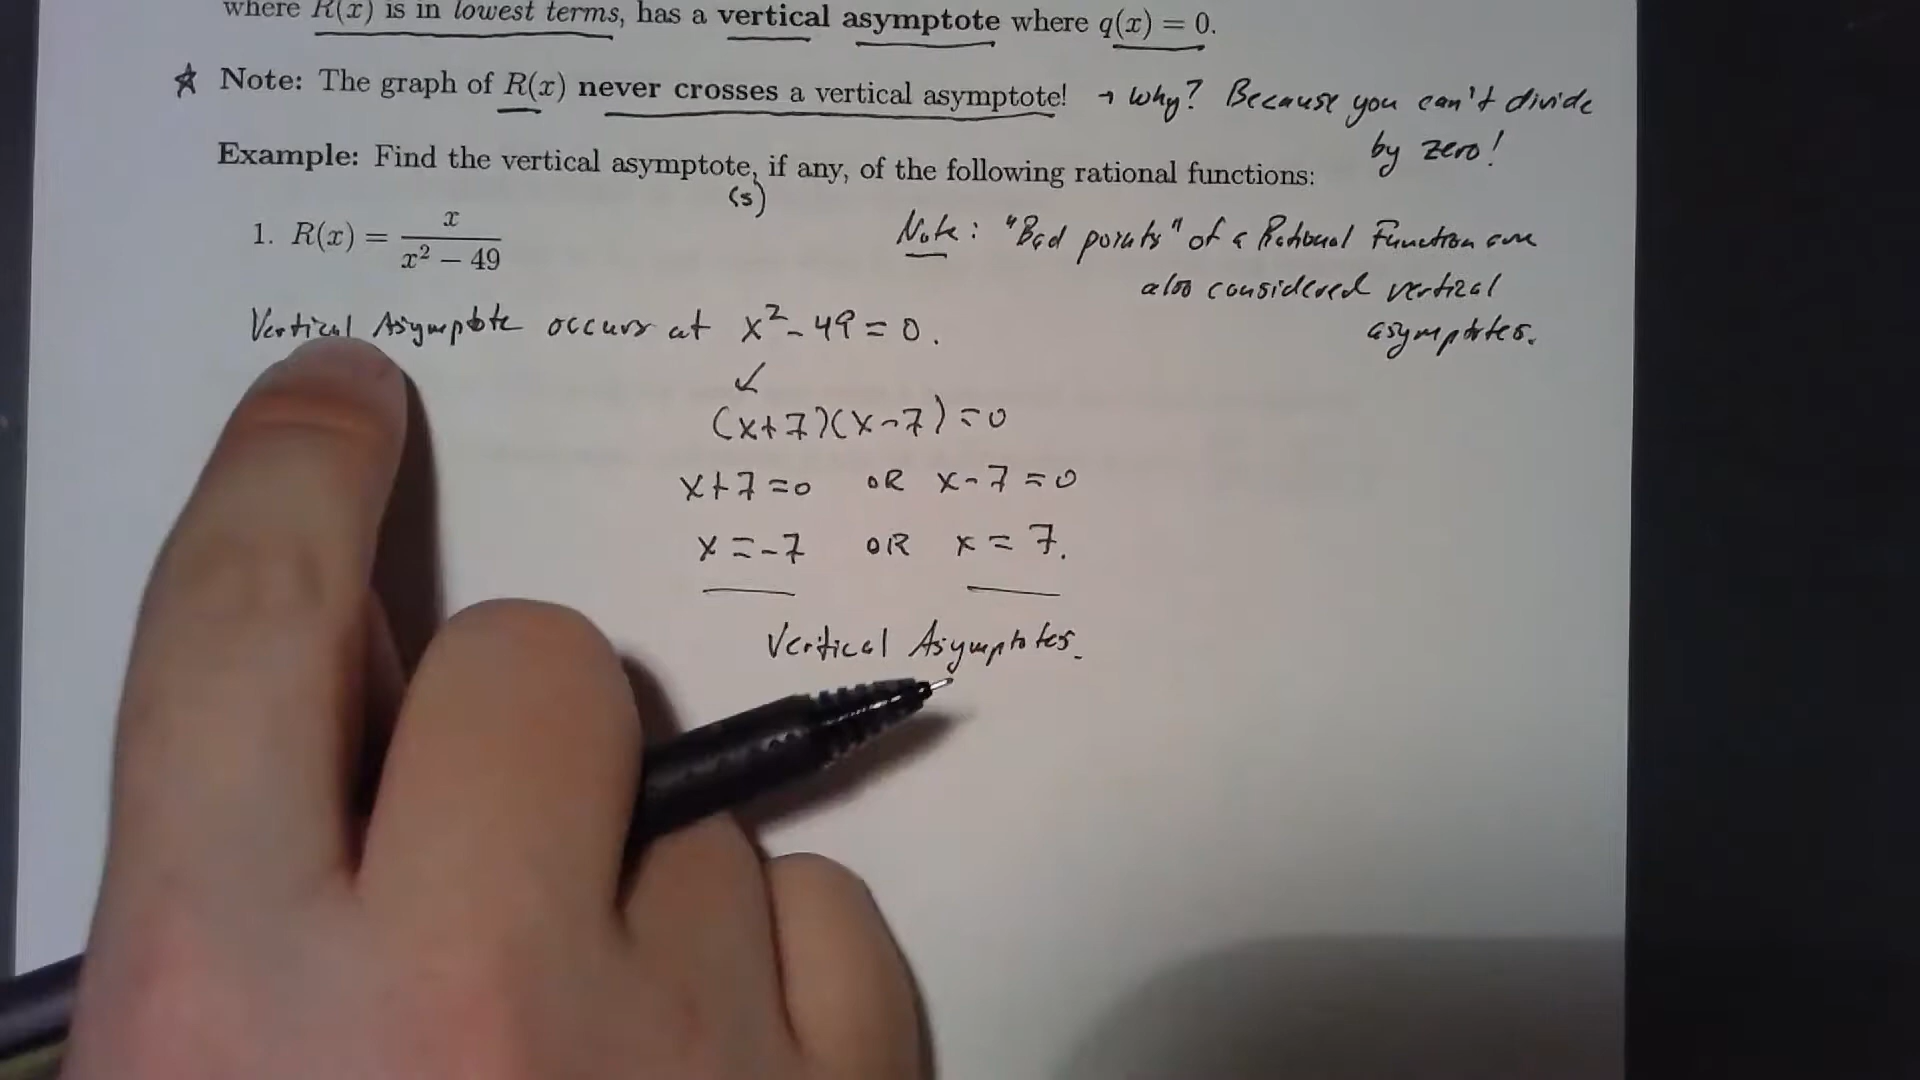 where R(x) is in lowest terms, has a vertical asymptote where q(x) = 0.
☆ Note: The graph of R(x) never crosses a vertical asymptote! → Why? Because you can't divide
by zero!
Example: Find the vertical asymptote, if any, of the following rational functions:
(s)
1. R(x) = x / (x² − 49)
Note: "Bad points" of a Rational Function are
also considered vertical
asymptotes.
Vertical Asymptote occurs at x² - 49 = 0.
↙
(x+7)(x-7) = 0
x+7=0 OR x-7=0
x=-7 OR x=7.
Vertical Asymptotes.